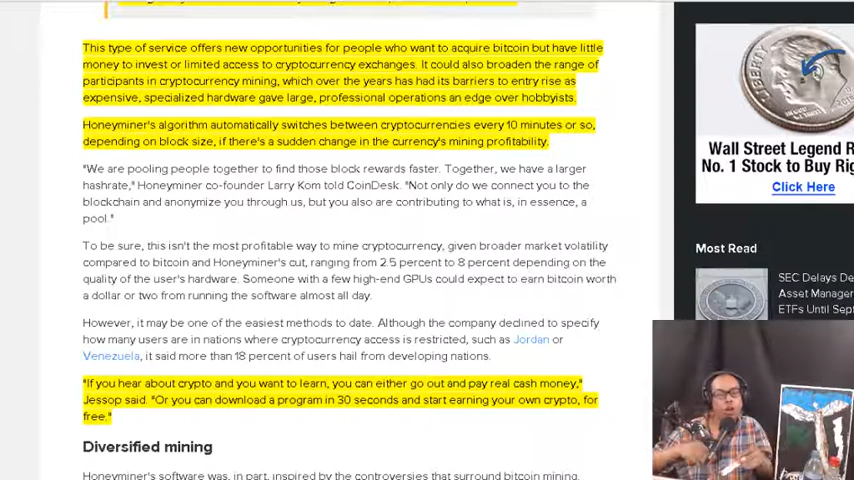 This type of service offers new opportunities for people who want to acquire bitcoin but have little
money to invest or limited access to cryptocurrency exchanges. It could also broaden the range of
participants in cryptocurrency mining, which over the years has had its barriers to entry rise as
expensive, specialized hardware gave large, professional operations an edge over hobbyists.
Honeyminer's algorithm automatically switches between cryptocurrencies every 10 minutes or so,
depending on block size, if there's a sudden change in the currency's mining profitability.
"We are pooling people together to find those block rewards faster. Together, we have a larger
hashrate," Honeyminer co-founder Larry Kom told CoinDesk. "Not only do we connect you to the
blockchain and anonymize you through us, but you also are contributing to what is, in essence, a
pool."
To be sure, this isn't the most profitable way to mine cryptocurrency, given broader market volatility
compared to bitcoin and Honeyminer's cut, ranging from 2.5 percent to 8 percent depending on the
quality of the user's hardware. Someone with a few high-end GPUs could expect to earn bitcoin worth
a dollar or two from running the software almost all day.
However, it may be one of the easiest methods to date. Although the company declined to specify
how many users are in nations where cryptocurrency access is restricted, such as Jordan or
Venezuela, it said more than 18 percent of users hail from developing nations.
"If you hear about crypto and you want to learn, you can either go out and pay real cash money,"
Jessop said. "Or you can download a program in 30 seconds and start earning your own crypto, for
free."
Diversified mining
Honeyminer's software was, in part, inspired by the controversies that surround bitcoin mining.
LIBERTY
Wall Street Legend R
No. 1 Stock to Buy Rig
Click Here
Most Read
SEC Delays De
Asset Manager
ETFs Until Sep